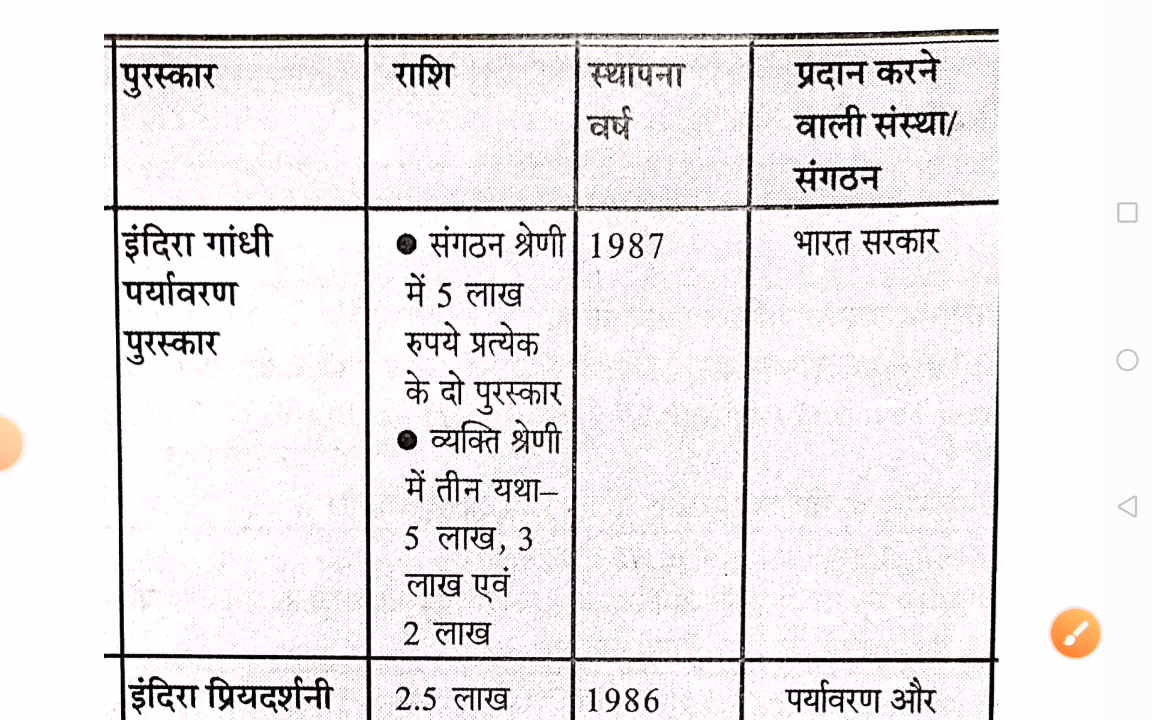 पुरस्कार
राशि
स्थापना
वर्ष
प्रदान करने
वाली संस्था/
संगठन
इंदिरा गांधी
पर्यावरण
पुरस्कार
● संगठन श्रेणी
में 5 लाख
रुपये प्रत्येक
के दो पुरस्कार
● व्यक्ति श्रेणी
में तीन यथा–
5 लाख, 3
लाख एवं
2 लाख
1987
भारत सरकार
इंदिरा प्रियदर्शनी
2.5 लाख
1986
पर्यावरण और